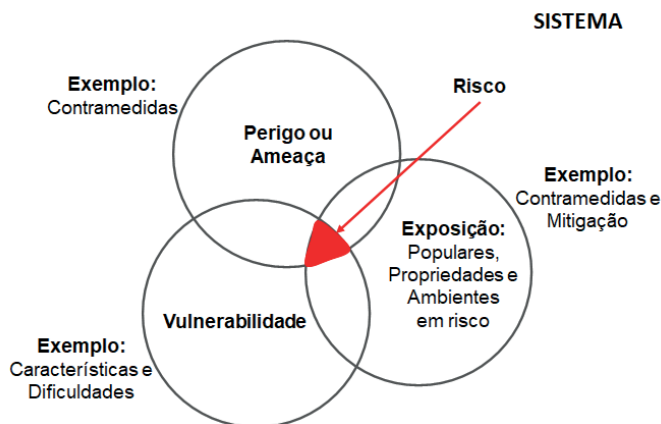 SISTEMA
Exemplo:
Contramedidas
Risco
Perigo ou
Ameaça
Exemplo:
Contramedidas e
Mitigação
Exposição:
Populares,
Propriedades e
Ambientes
em risco
Vulnerabilidade
Exemplo:
Características e
Dificuldades